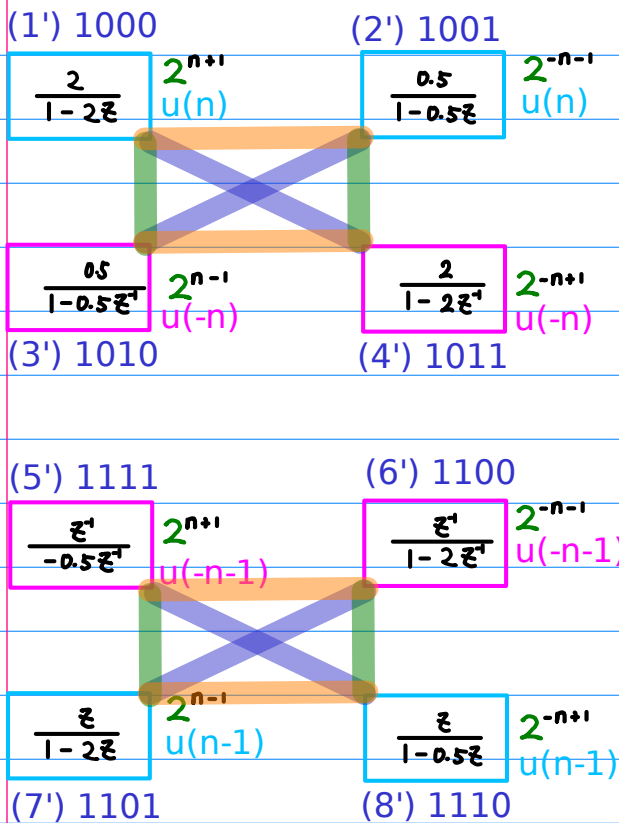 (1') 1000
(2') 1001
2 / 1 - 2z
2^{n+1}
u(n)
0.5 / 1 - 0.5z
2^{-n-1}
u(n)
0.5 / 1 - 0.5z^{-1}
2^{n-1}
u(-n)
2 / 1 - 2z^{-1}
2^{-n+1}
u(-n)
(3') 1010
(4') 1011
(5') 1111
(6') 1100
z^{-1} / -0.5z^{-1}
2^{n+1}
u(-n-1)
z^{-1} / 1 - 2z^{-1}
2^{-n-1}
u(-n-1)
z / 1 - 2z
2^{n-1}
u(n-1)
z / 1 - 0.5z
2^{-n+1}
u(n-1)
(7') 1101
(8') 1110